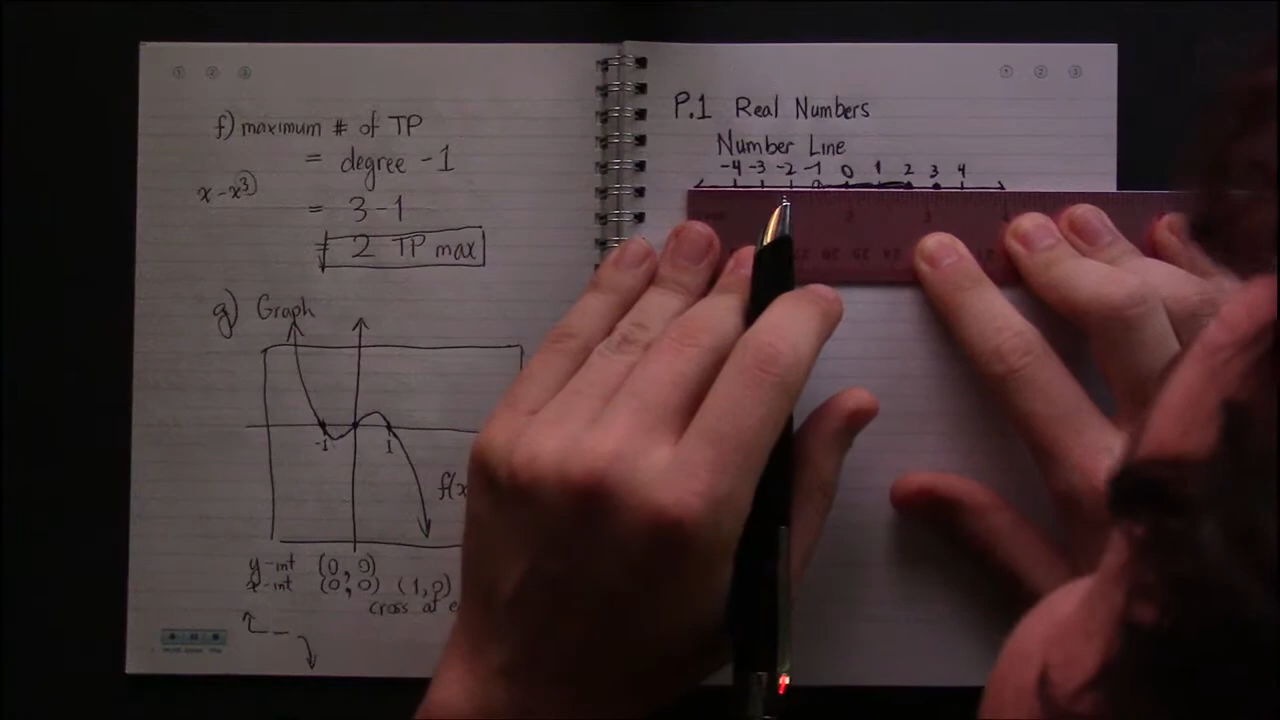 f) maximum # of TP
= degree -1
x-x³
= 3-1
= 2 TP max
g) Graph
-1
1
y-int (0,0)
x-int (0,0) (1,0)
cross at
P.1 Real Numbers
Number Line
-4 -3 -2 -1 0 1 2 3 4